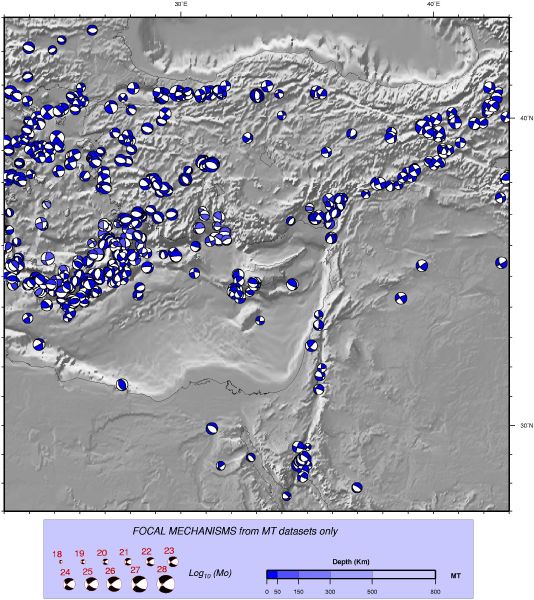 30˚E
40˚E
40˚N
30˚N
FOCAL MECHANISMS from MT datasets only
18 19 20 21 22 23
24 25 26 27 28
Log10 (Mo)
Depth (Km)
0 50 150 300 500 800
MT